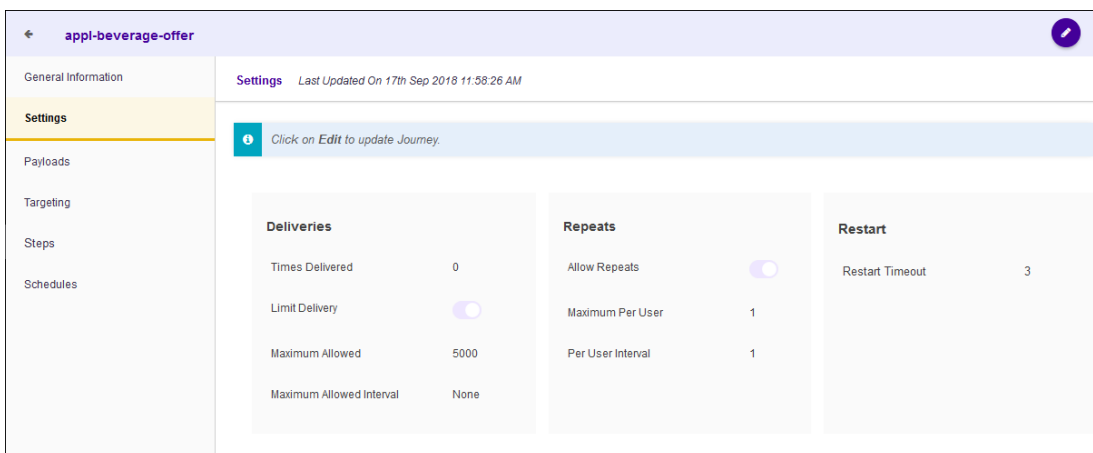 appl-beverage-offer
General Information
Settings
Payloads
Targeting
Steps
Schedules
Settings Last Updated On 17th Sep 2018 11:58:26 AM
Click on Edit to update Journey.
Deliveries
Times Delivered 0
Limit Delivery
Maximum Allowed 5000
Maximum Allowed Interval None
Repeats
Allow Repeats
Maximum Per User 1
Per User Interval 1
Restart
Restart Timeout 3